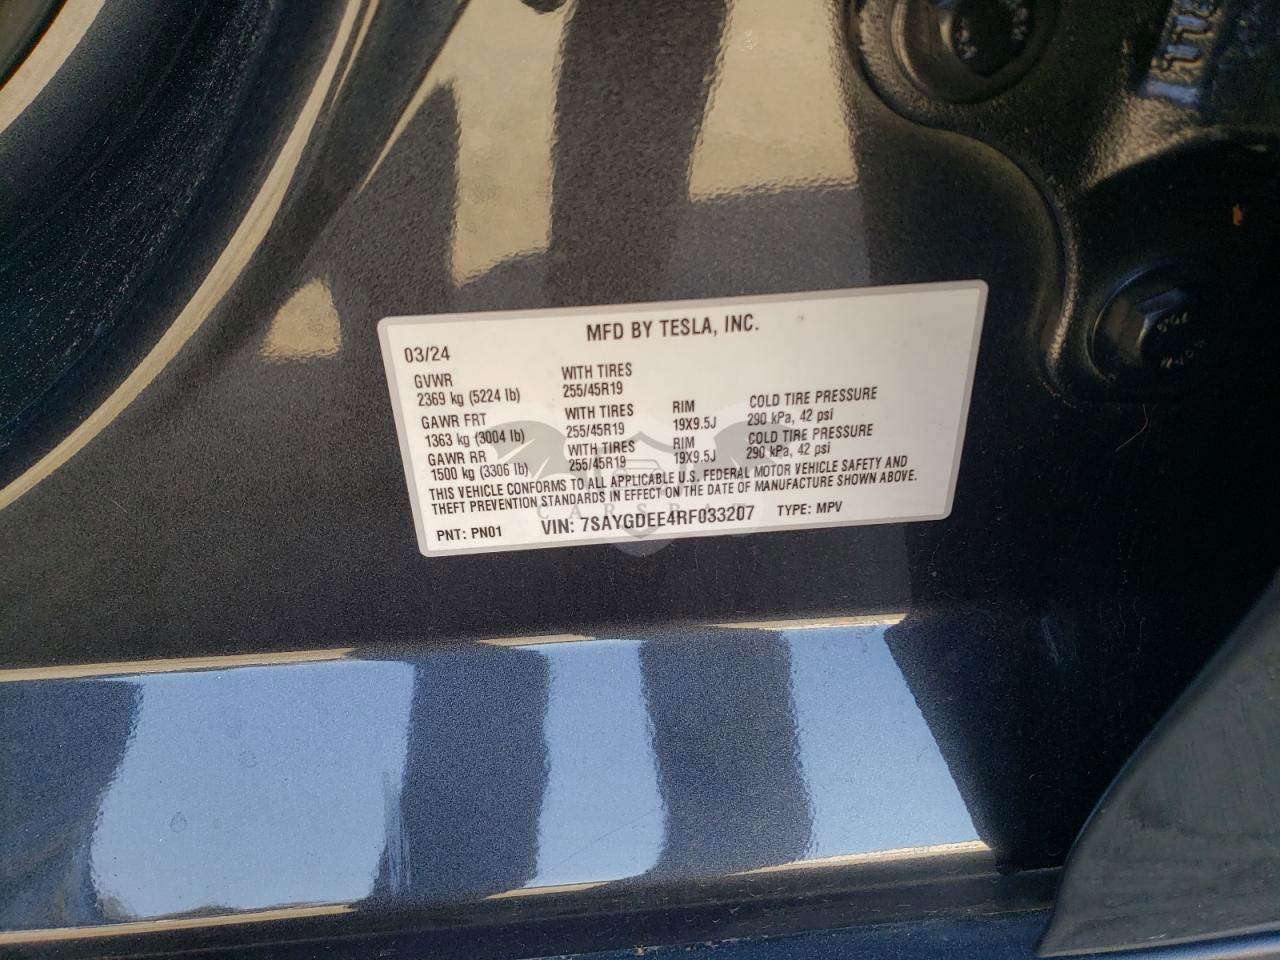 MFD BY TESLA, INC.
03/24
GVWR WITH TIRES
2369 kg (5224 lb) 255/45R19
GAWR FRT WITH TIRES RIM COLD TIRE PRESSURE
1363 kg (3004 lb) 255/45R19 19X9.5J 290 kPa, 42 psi
GAWR RR WITH TIRES RIM COLD TIRE PRESSURE
1500 kg (3306 lb) 255/45R19 19X9.5J 290 kPa, 42 psi
THIS VEHICLE CONFORMS TO ALL APPLICABLE U.S. FEDERAL MOTOR VEHICLE SAFETY AND
THEFT PREVENTION STANDARDS IN EFFECT ON THE DATE OF MANUFACTURE SHOWN ABOVE.
PNT: PN01 VIN: 7SAYGDEE4RF033207 TYPE: MPV